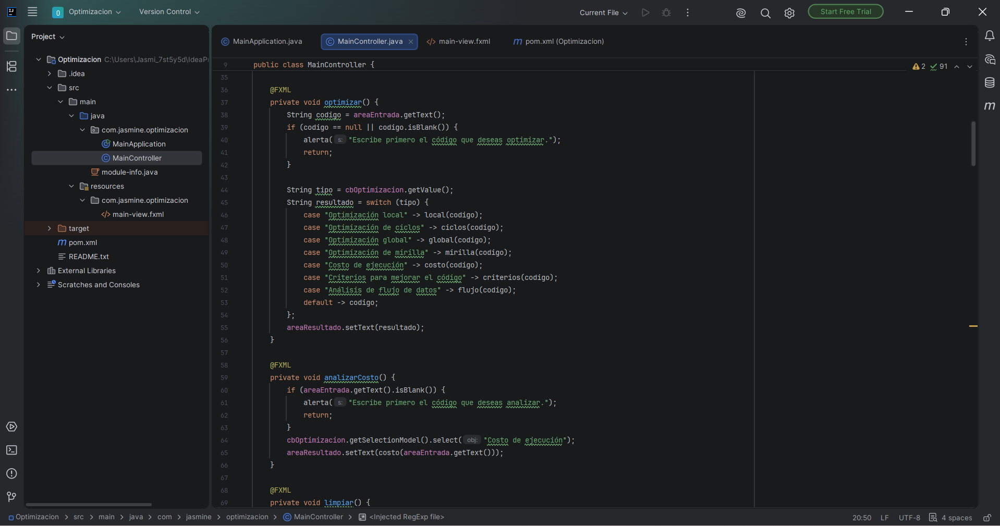 IJ
O Optimizacion Version Control Current File Start Free Trial
Project
Optimizacion C:\Users\Jasmi_7st5y5d\IdeaPr
.idea
src
main
java
com.jasmine.optimizacion
MainApplication
MainController
module-info.java
resources
com.jasmine.optimizacion
main-view.fxml
target
pom.xml
README.txt
External Libraries
Scratches and Consoles
MainApplication.java MainController.java main-view.fxml pom.xml (Optimizacion)
2 91
9 public class MainController {
35
36 @FXML
37 private void optimizar() {
38 String codigo = areaEntrada.getText();
39 if (codigo == null || codigo.isBlank()) {
40 alerta( s: "Escribe primero el código que deseas optimizar.");
41 return;
42 }
43
44 String tipo = cbOptimizacion.getValue();
45 String resultado = switch (tipo) {
46 case "Optimización local" -> local(codigo);
47 case "Optimización de ciclos" -> ciclos(codigo);
48 case "Optimización global" -> global(codigo);
49 case "Optimización de mirilla" -> mirilla(codigo);
50 case "Costo de ejecución" -> costo(codigo);
51 case "Criterios para mejorar el código" -> criterios(codigo);
52 case "Análisis de flujo de datos" -> flujo(codigo);
53 default -> codigo;
54 };
55 areaResultado.setText(resultado);
56 }
57
58 @FXML
59 private void analizarCosto() {
60 if (areaEntrada.getText().isBlank()) {
61 alerta( s: "Escribe primero el código que deseas analizar.");
62 return;
63 }
64 cbOptimizacion.getSelectionModel().select( obj: "Costo de ejecución");
65 areaResultado.setText(costo(areaEntrada.getText()));
66 }
67
68 @FXML
69 private void limpiar() {
Optimizacion > src > main > java > com > jasmine > optimizacion > MainController > <Injected RegExp file>
20:50 LF UTF-8 4 spaces